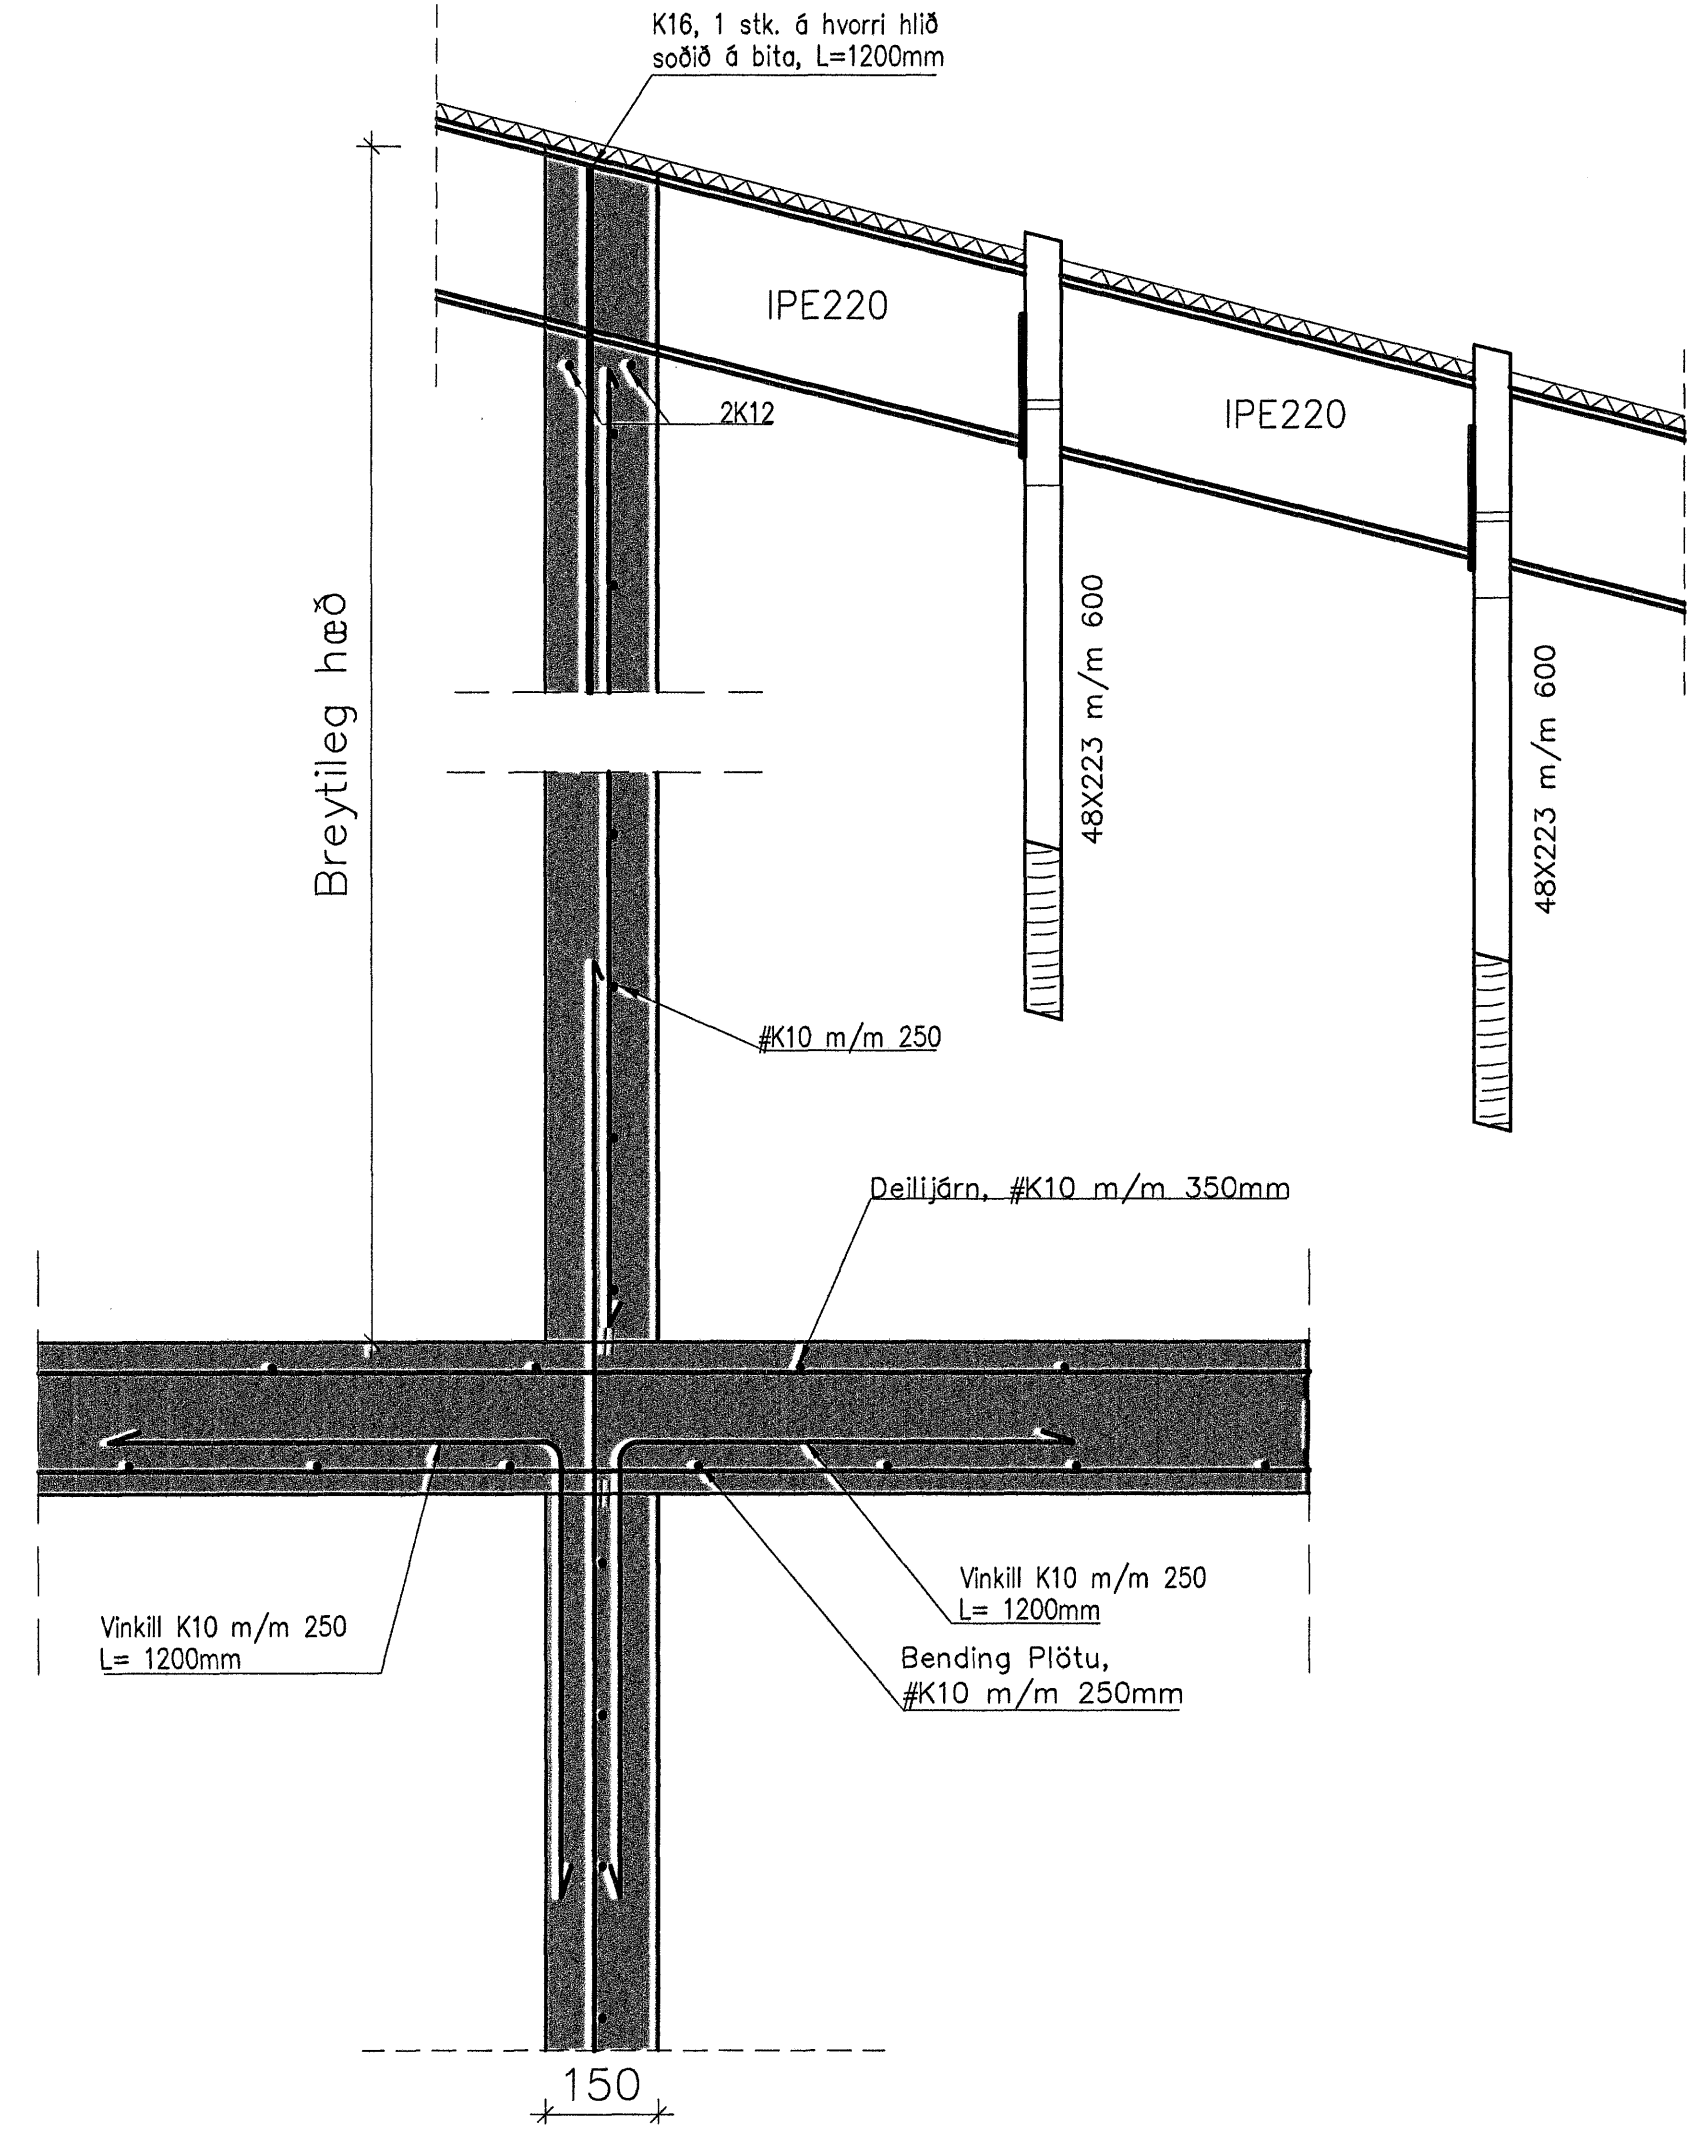 K16, 1 stk. á hvorri hlið
soðið á bita, L=1200mm
IPE220
2K12
IPE220
48X223 m/m 600
48X223 m/m 600
Breytileg hæð
#K10 m/m 250
Deilijárn, #K10 m/m 350mm
Vinkill K10 m/m 250
L= 1200mm
Vinkill K10 m/m 250
L= 1200mm
Bending Plötu,
#K10 m/m 250mm
150